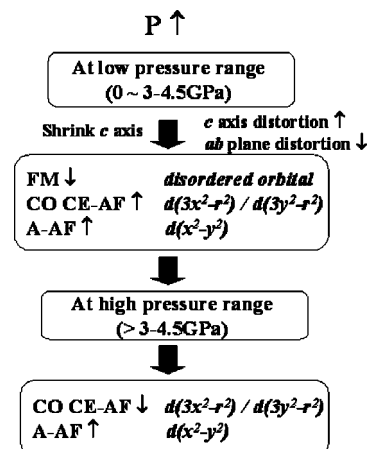 P ↑
At low pressure range
(0 ~ 3-4.5GPa)
Shrink c axis
c axis distortion ↑
ab plane distortion ↓
FM ↓ disordered orbital
CO CE-AF ↑ d(3x²-r²) / d(3y²-r²)
A-AF ↑ d(x²-y²)
At high pressure range
(> 3-4.5GPa)
CO CE-AF ↓ d(3x²-r²) / d(3y²-r²)
A-AF ↑ d(x²-y²)